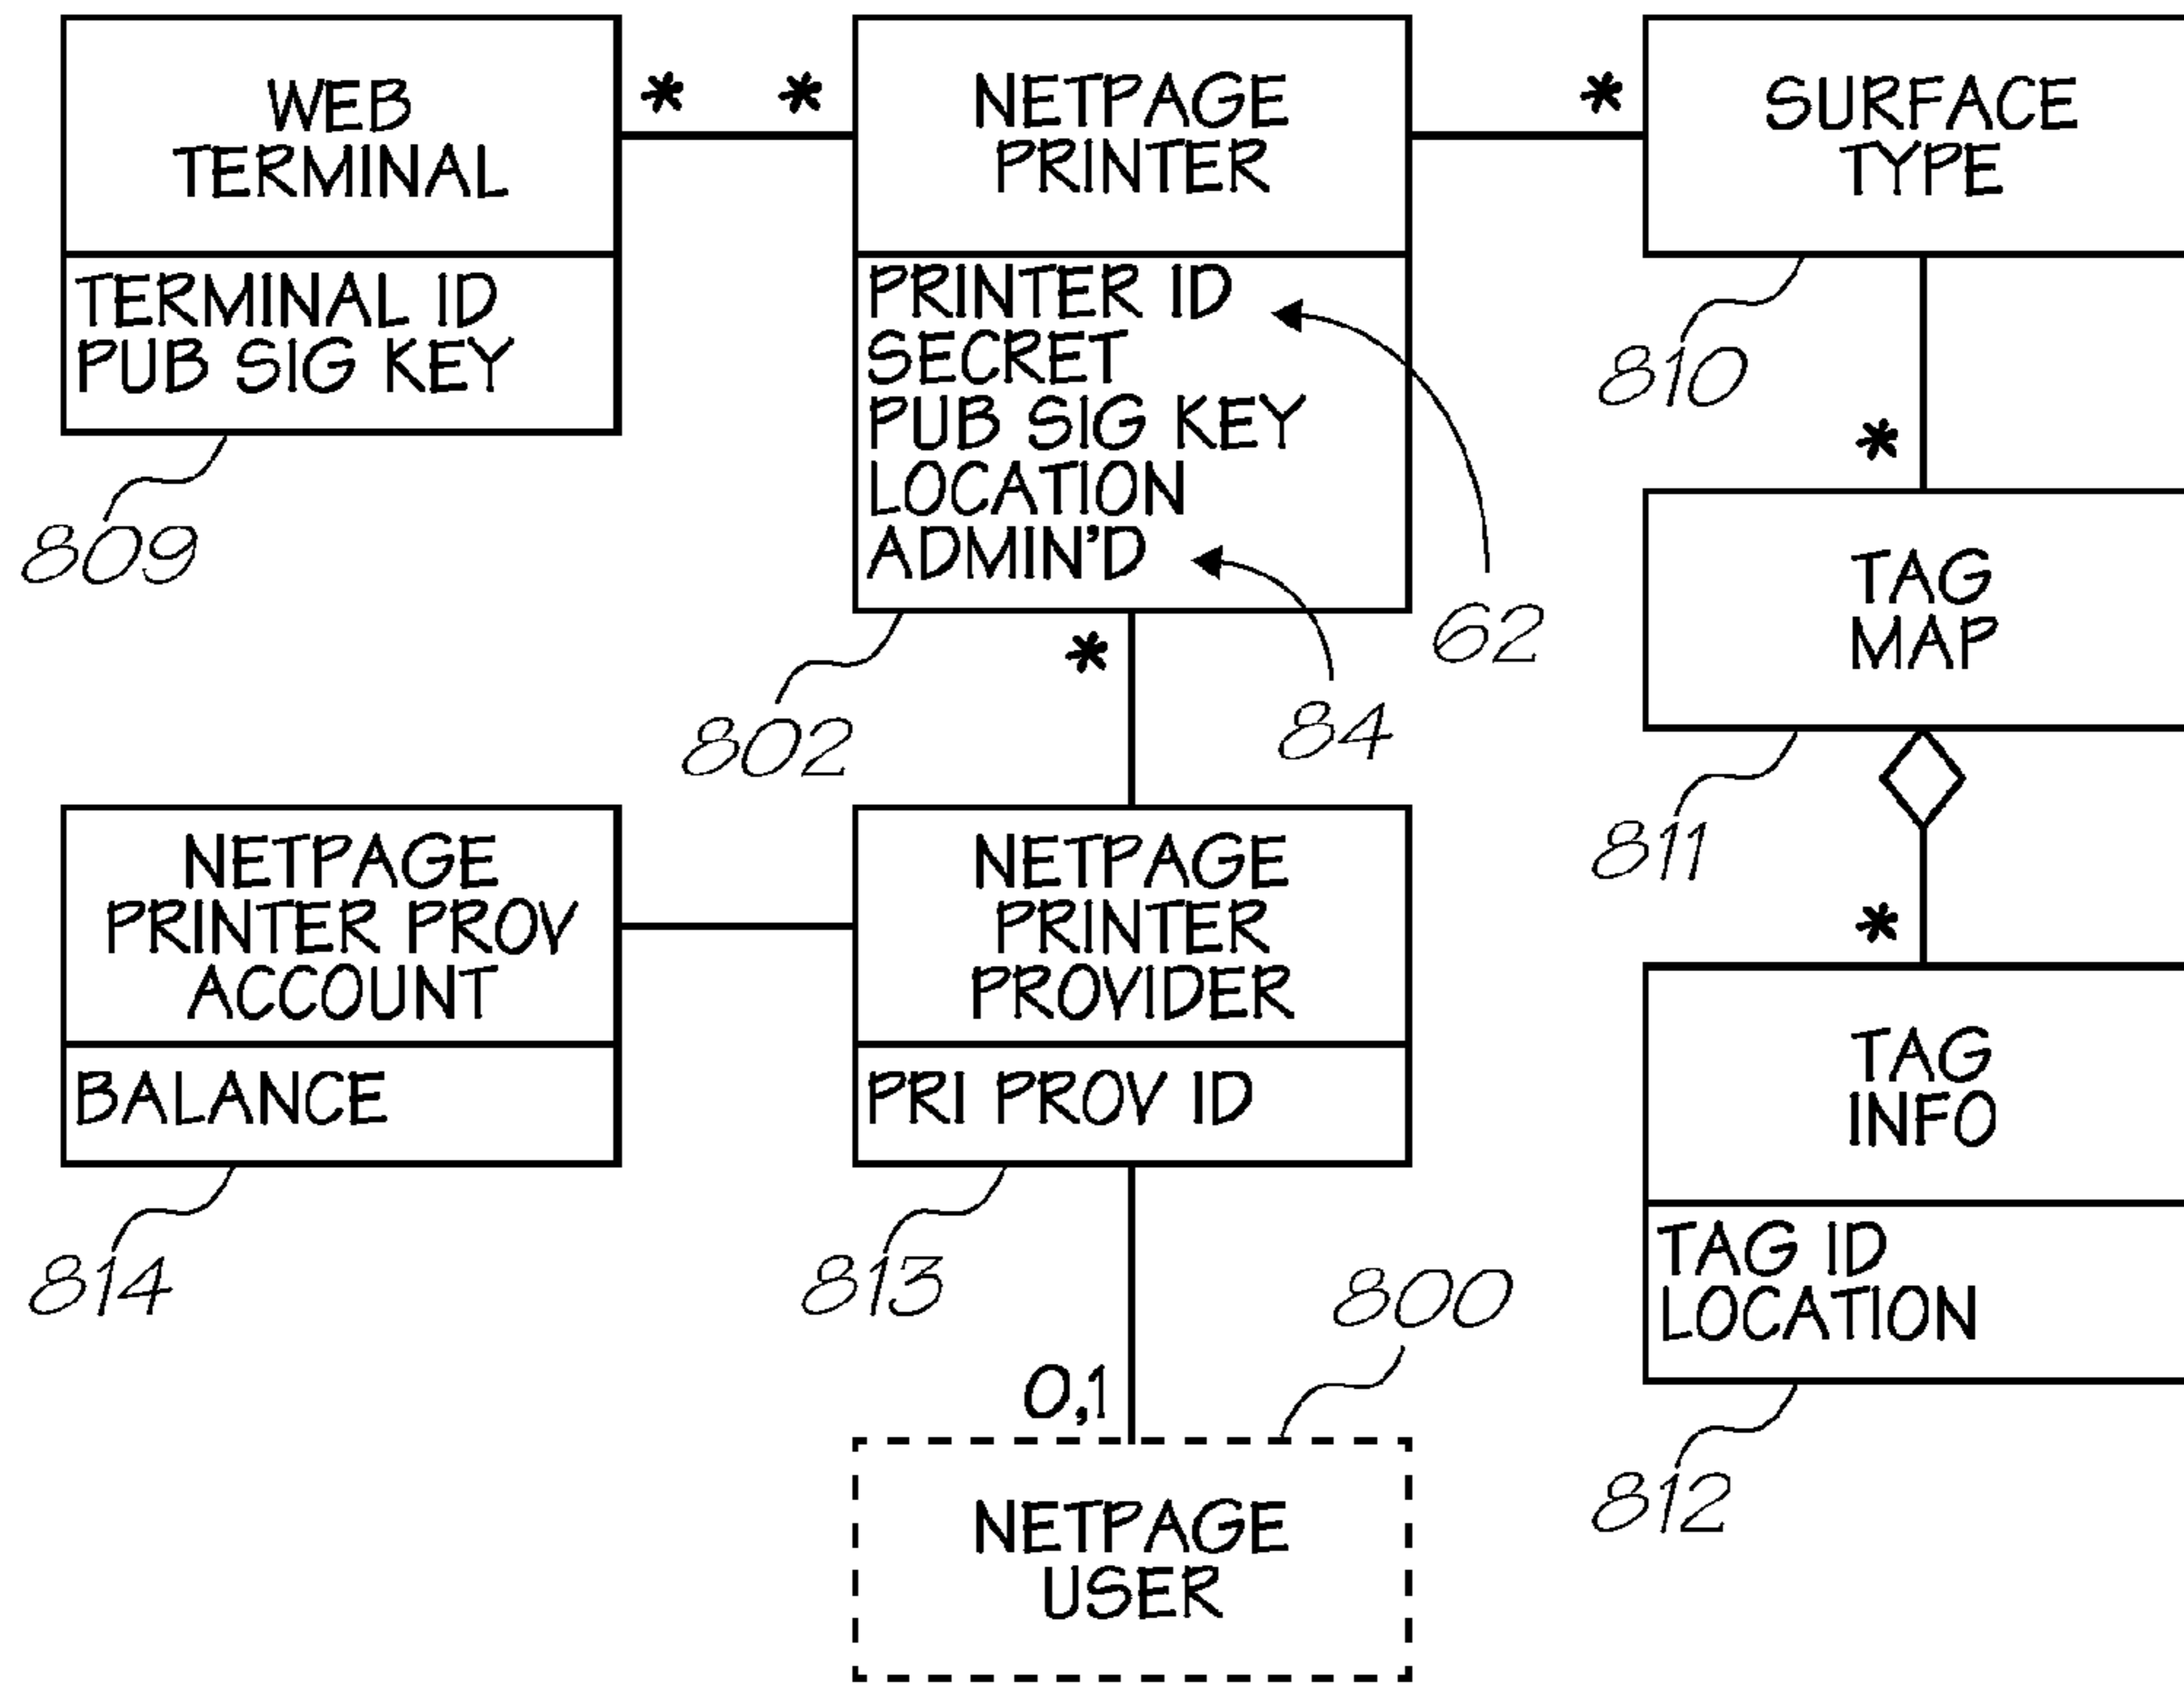 WEB
TERMINAL
TERMINAL ID
PUB SIG KEY
809
* *
NETPAGE
PRINTER
PRINTER ID
SECRET
PUB SIG KEY
LOCATION
ADMIN'D
62
84
802
*
*
SURFACE
TYPE
810
*
TAG
MAP
811
*
TAG
INFO
TAG ID
LOCATION
812
NETPAGE
PRINTER PROV
ACCOUNT
BALANCE
814
NETPAGE
PRINTER
PROVIDER
PRI PROV ID
813
800
0,1
NETPAGE
USER